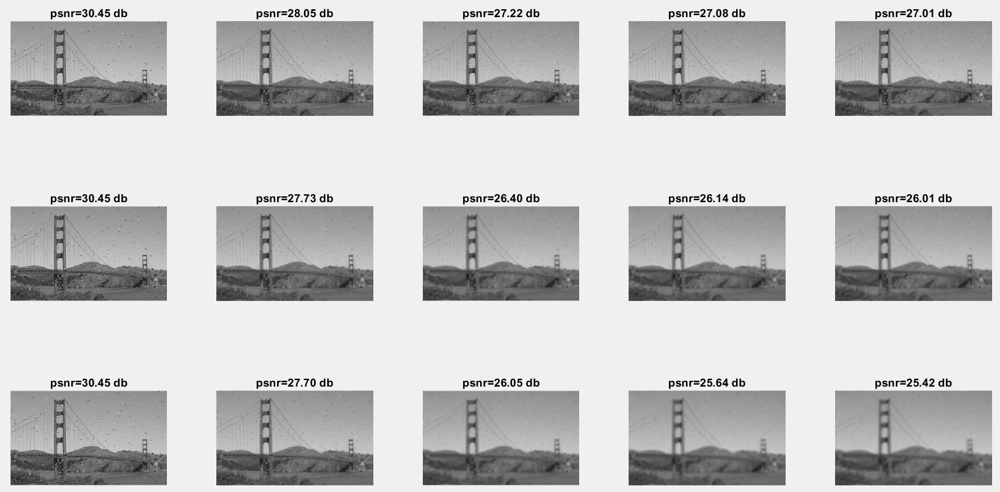 psnr=30.45 db
psnr=28.05 db
psnr=27.22 db
psnr=27.08 db
psnr=27.01 db
psnr=30.45 db
psnr=27.73 db
psnr=26.40 db
psnr=26.14 db
psnr=26.01 db
psnr=30.45 db
psnr=27.70 db
psnr=26.05 db
psnr=25.64 db
psnr=25.42 db